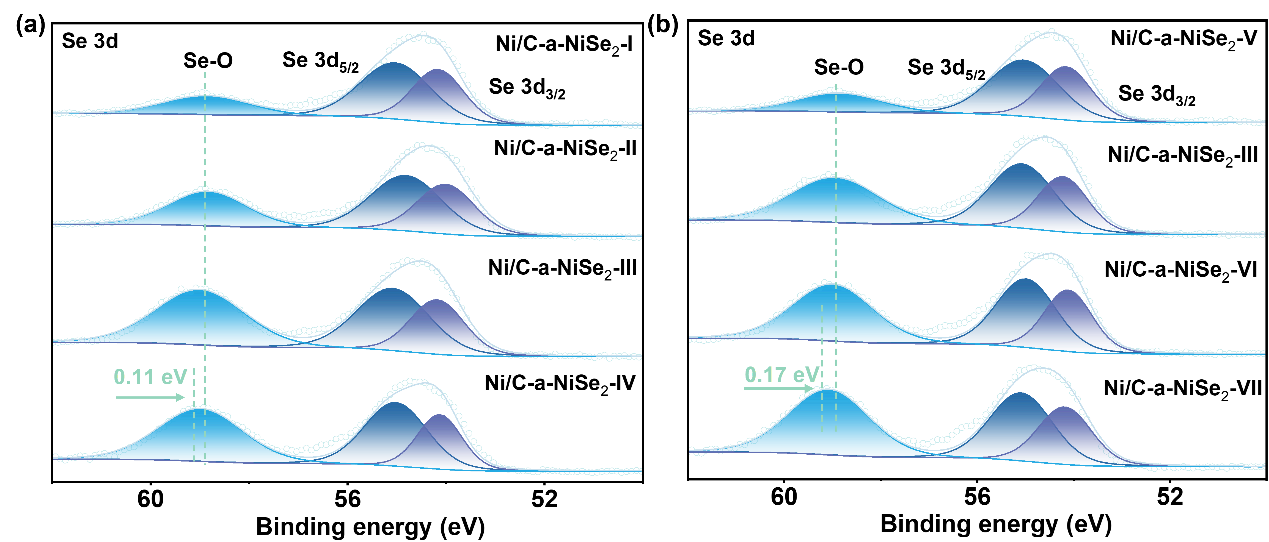 (a)
Se 3d
Se-O
Se 3d5/2
Se 3d3/2
Ni/C-a-NiSe2-I
Ni/C-a-NiSe2-II
Ni/C-a-NiSe2-III
0.11 eV
Ni/C-a-NiSe2-IV
60
56
52
Binding energy (eV)
(b)
Se 3d
Se-O
Se 3d5/2
Se 3d3/2
Ni/C-a-NiSe2-V
Ni/C-a-NiSe2-III
Ni/C-a-NiSe2-VI
0.17 eV
Ni/C-a-NiSe2-VII
60
56
52
Binding energy (eV)